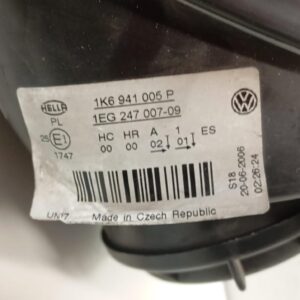 HELLA
1K6 941 005 P
PL
1EG 247 007-09
HC HR A 1 ES
E1
00 00 02 01
1747
S18
20-06-2006
02:26:24
Made in Czech Republic